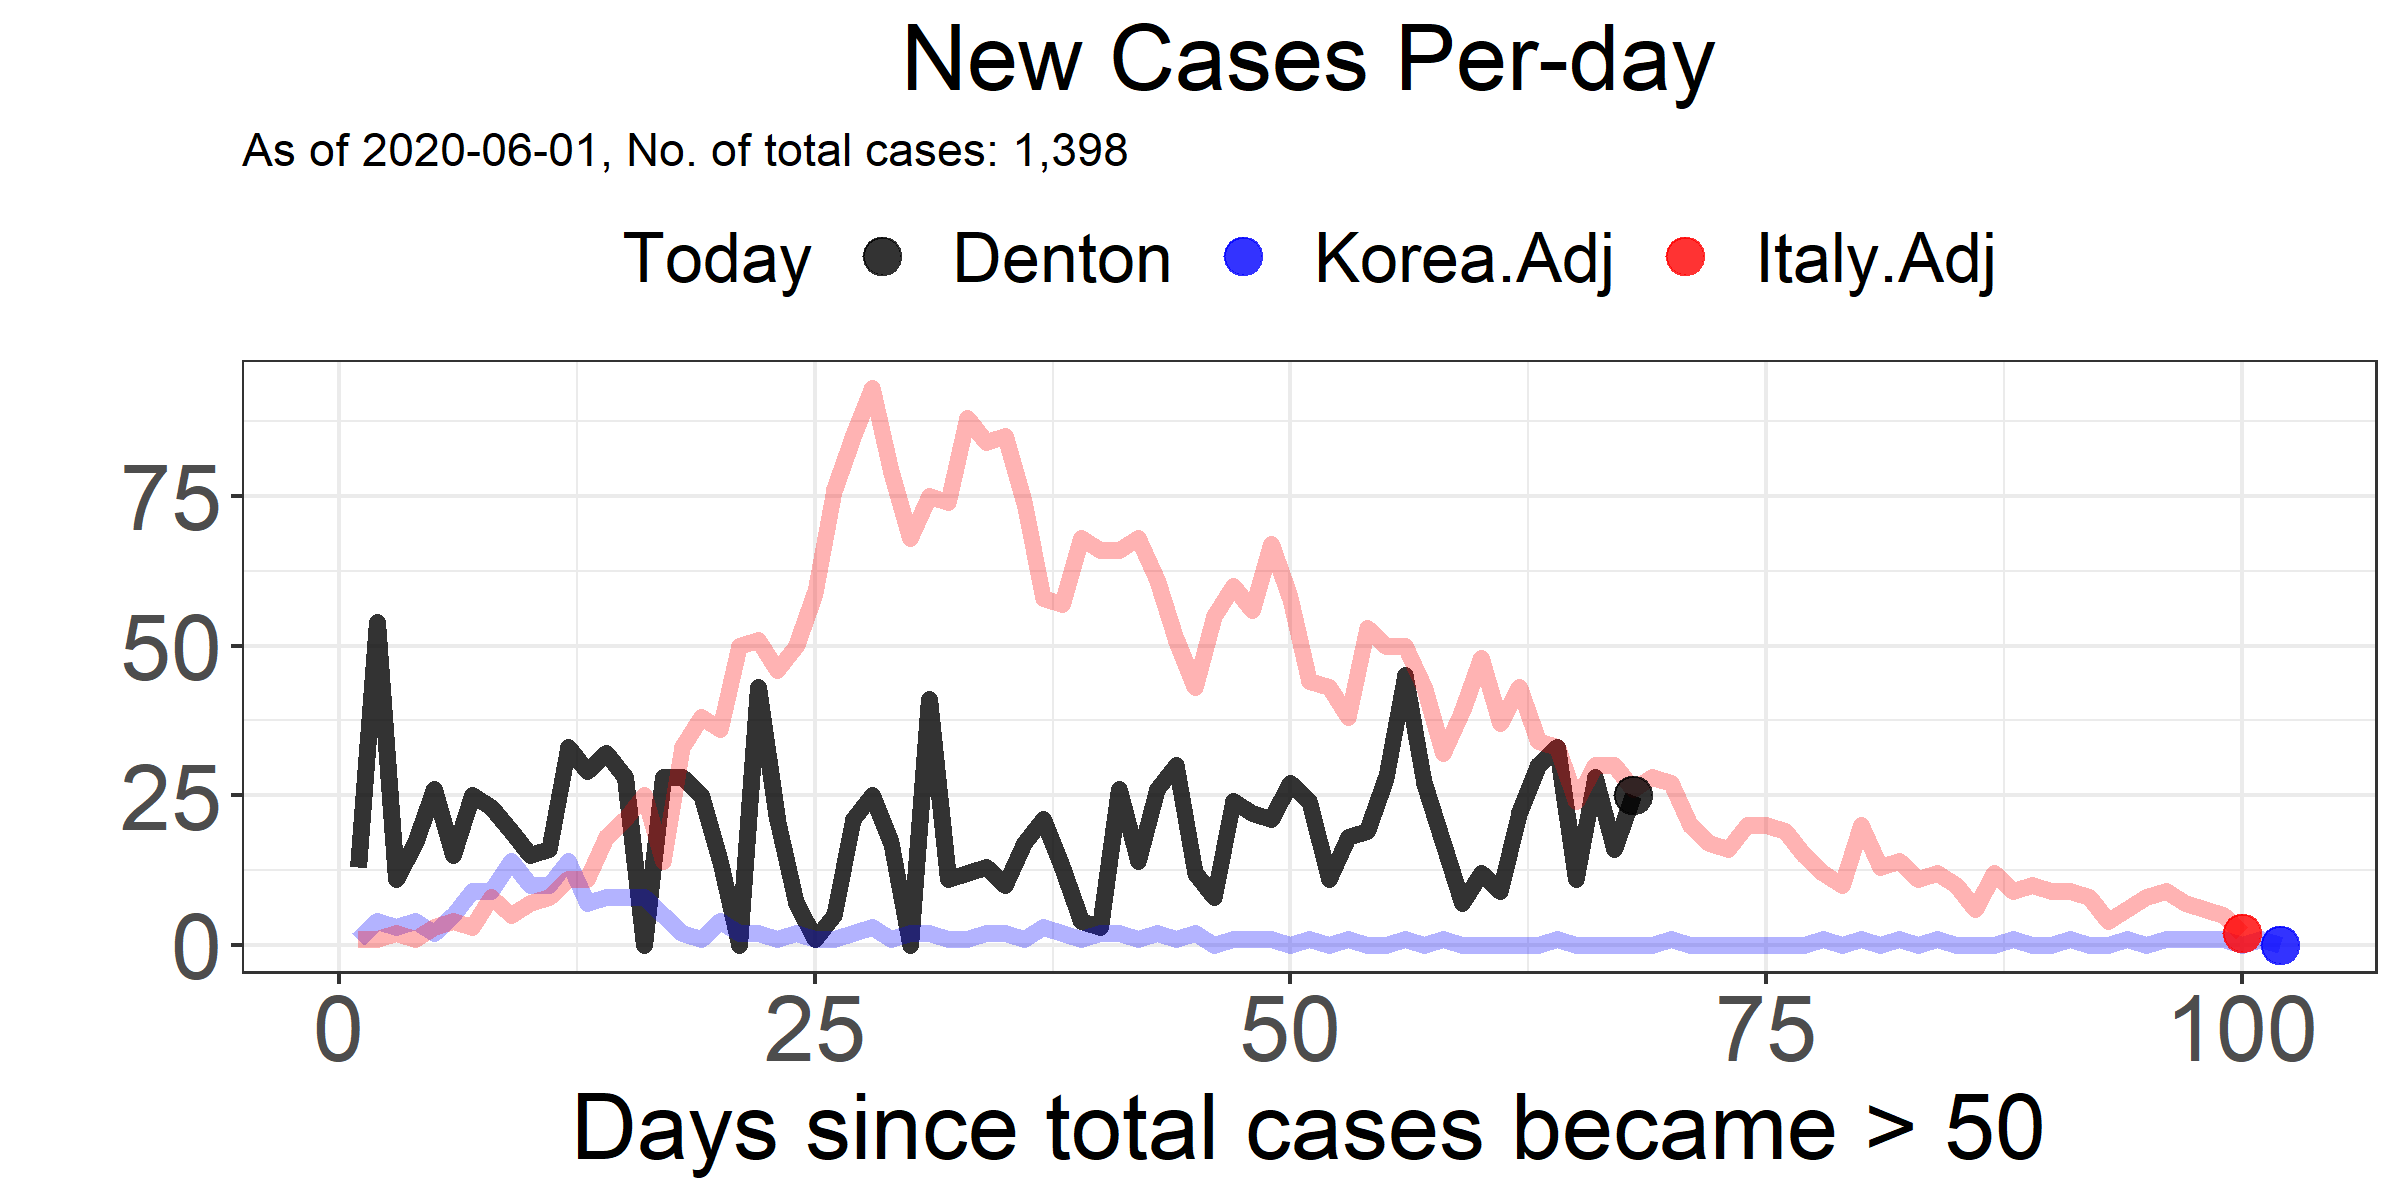 New Cases Per-day
As of 2020-06-01, No. of total cases: 1,398
Today Denton Korea.Adj Italy.Adj
75
50
25
0
0 25 50 75 100
Days since total cases became > 50